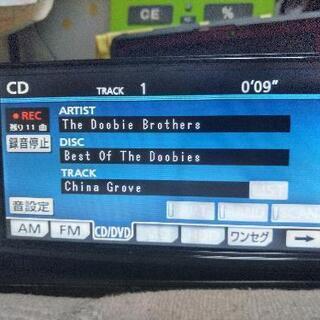 CE
%
CD
TRACK 1
0'09"
● REC
残り11曲
録音停止
ARTIST
The Doobie Brothers
DISC
Best Of The Doobies
TRACK
China Grove
音設定
AM
FM
CD/DVD
ワンセグ
→